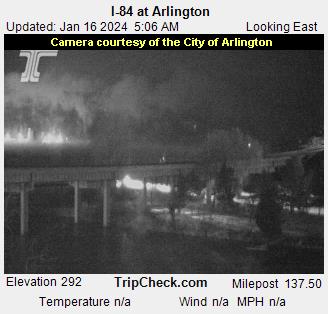 I-84 at Arlington
Updated: Jan 16 2024 5:06 AM Looking East
Camera courtesy of the City of Arlington
Elevation 292 TripCheck.com Milepost 137.50
Temperature n/a Wind n/a MPH n/a